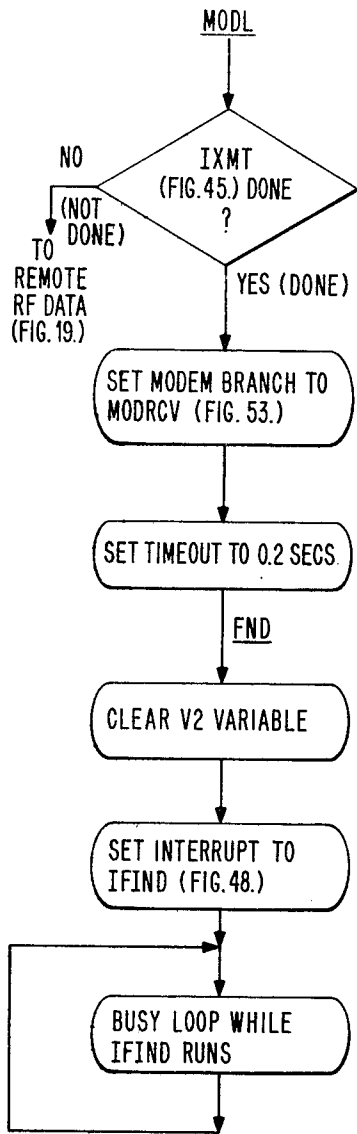 MODL
IXMT
(FIG.45.) DONE
?
NO
(NOT
DONE)
TO
REMOTE
RF DATA
(FIG.19.)
YES (DONE)
SET MODEM BRANCH TO
MODRCV (FIG. 53.)
SET TIMEOUT TO 0.2 SECS.
FND
CLEAR V2 VARIABLE
SET INTERRUPT TO
IFIND (FIG.48.)
BUSY LOOP WHILE
IFIND RUNS